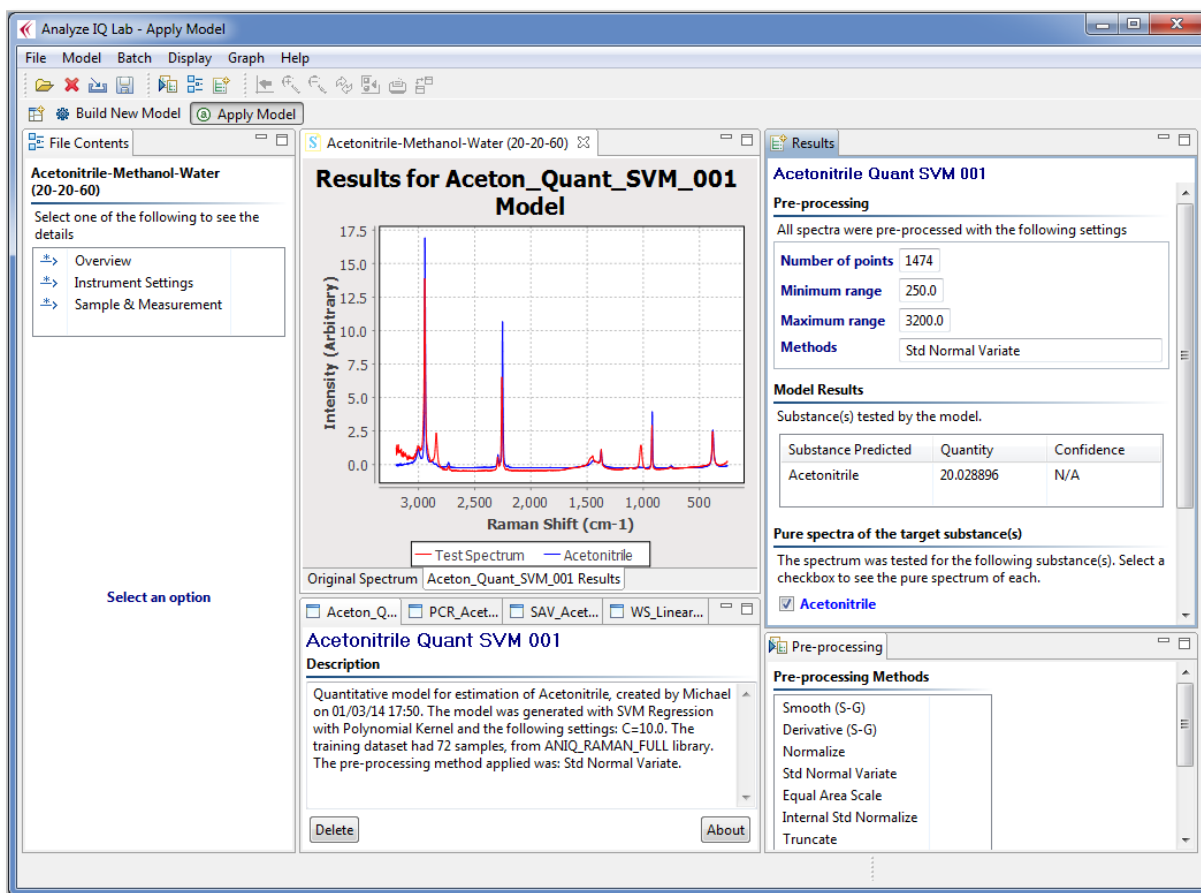 Analyze IQ Lab - Apply Model
File Model Batch Display Graph Help
Build New Model Apply Model
File Contents
Acetonitrile-Methanol-Water
(20-20-60)
Select one of the following to see the
details
Overview
Instrument Settings
Sample & Measurement
Select an option
Acetonitrile-Methanol-Water (20-20-60)
Results for Aceton_Quant_SVM_001
Model
Intensity (Arbitrary)
17.5
15.0
12.5
10.0
7.5
5.0
2.5
0.0
3,000 2,500 2,000 1,500 1,000 500
Raman Shift (cm-1)
Test Spectrum Acetonitrile
Original Spectrum Aceton_Quant_SVM_001 Results
Aceton_Q... PCR_Acet... SAV_Acet... WS_Linear...
Acetonitrile Quant SVM 001
Description
Quantitative model for estimation of Acetonitrile, created by Michael
on 01/03/14 17:50. The model was generated with SVM Regression
with Polynomial Kernel and the following settings: C=10.0. The
training dataset had 72 samples, from ANIQ_RAMAN_FULL library.
The pre-processing method applied was: Std Normal Variate.
Delete About
Results
Acetonitrile Quant SVM 001
Pre-processing
All spectra were pre-processed with the following settings
Number of points 1474
Minimum range 250.0
Maximum range 3200.0
Methods Std Normal Variate
Model Results
Substance(s) tested by the model.
Substance Predicted Quantity Confidence
Acetonitrile 20.028896 N/A
Pure spectra of the target substance(s)
The spectrum was tested for the following substance(s). Select a
checkbox to see the pure spectrum of each.
Acetonitrile
Pre-processing
Pre-processing Methods
Smooth (S-G)
Derivative (S-G)
Normalize
Std Normal Variate
Equal Area Scale
Internal Std Normalize
Truncate